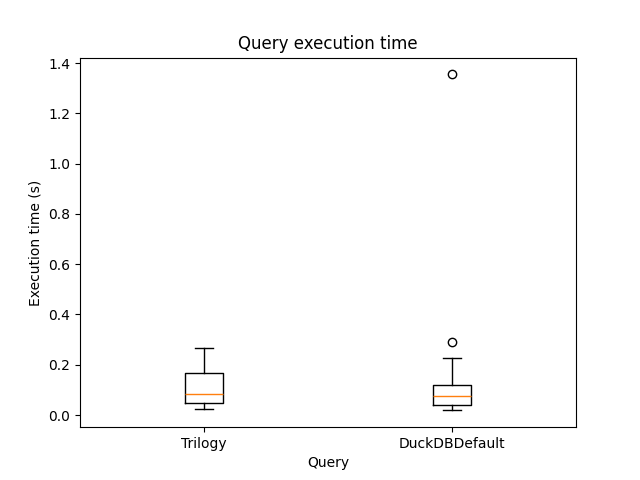 Query execution time
1.4
1.2
1.0
0.8
0.6
0.4
0.2
0.0
Execution time (s)
Trilogy
DuckDBDefault
Query